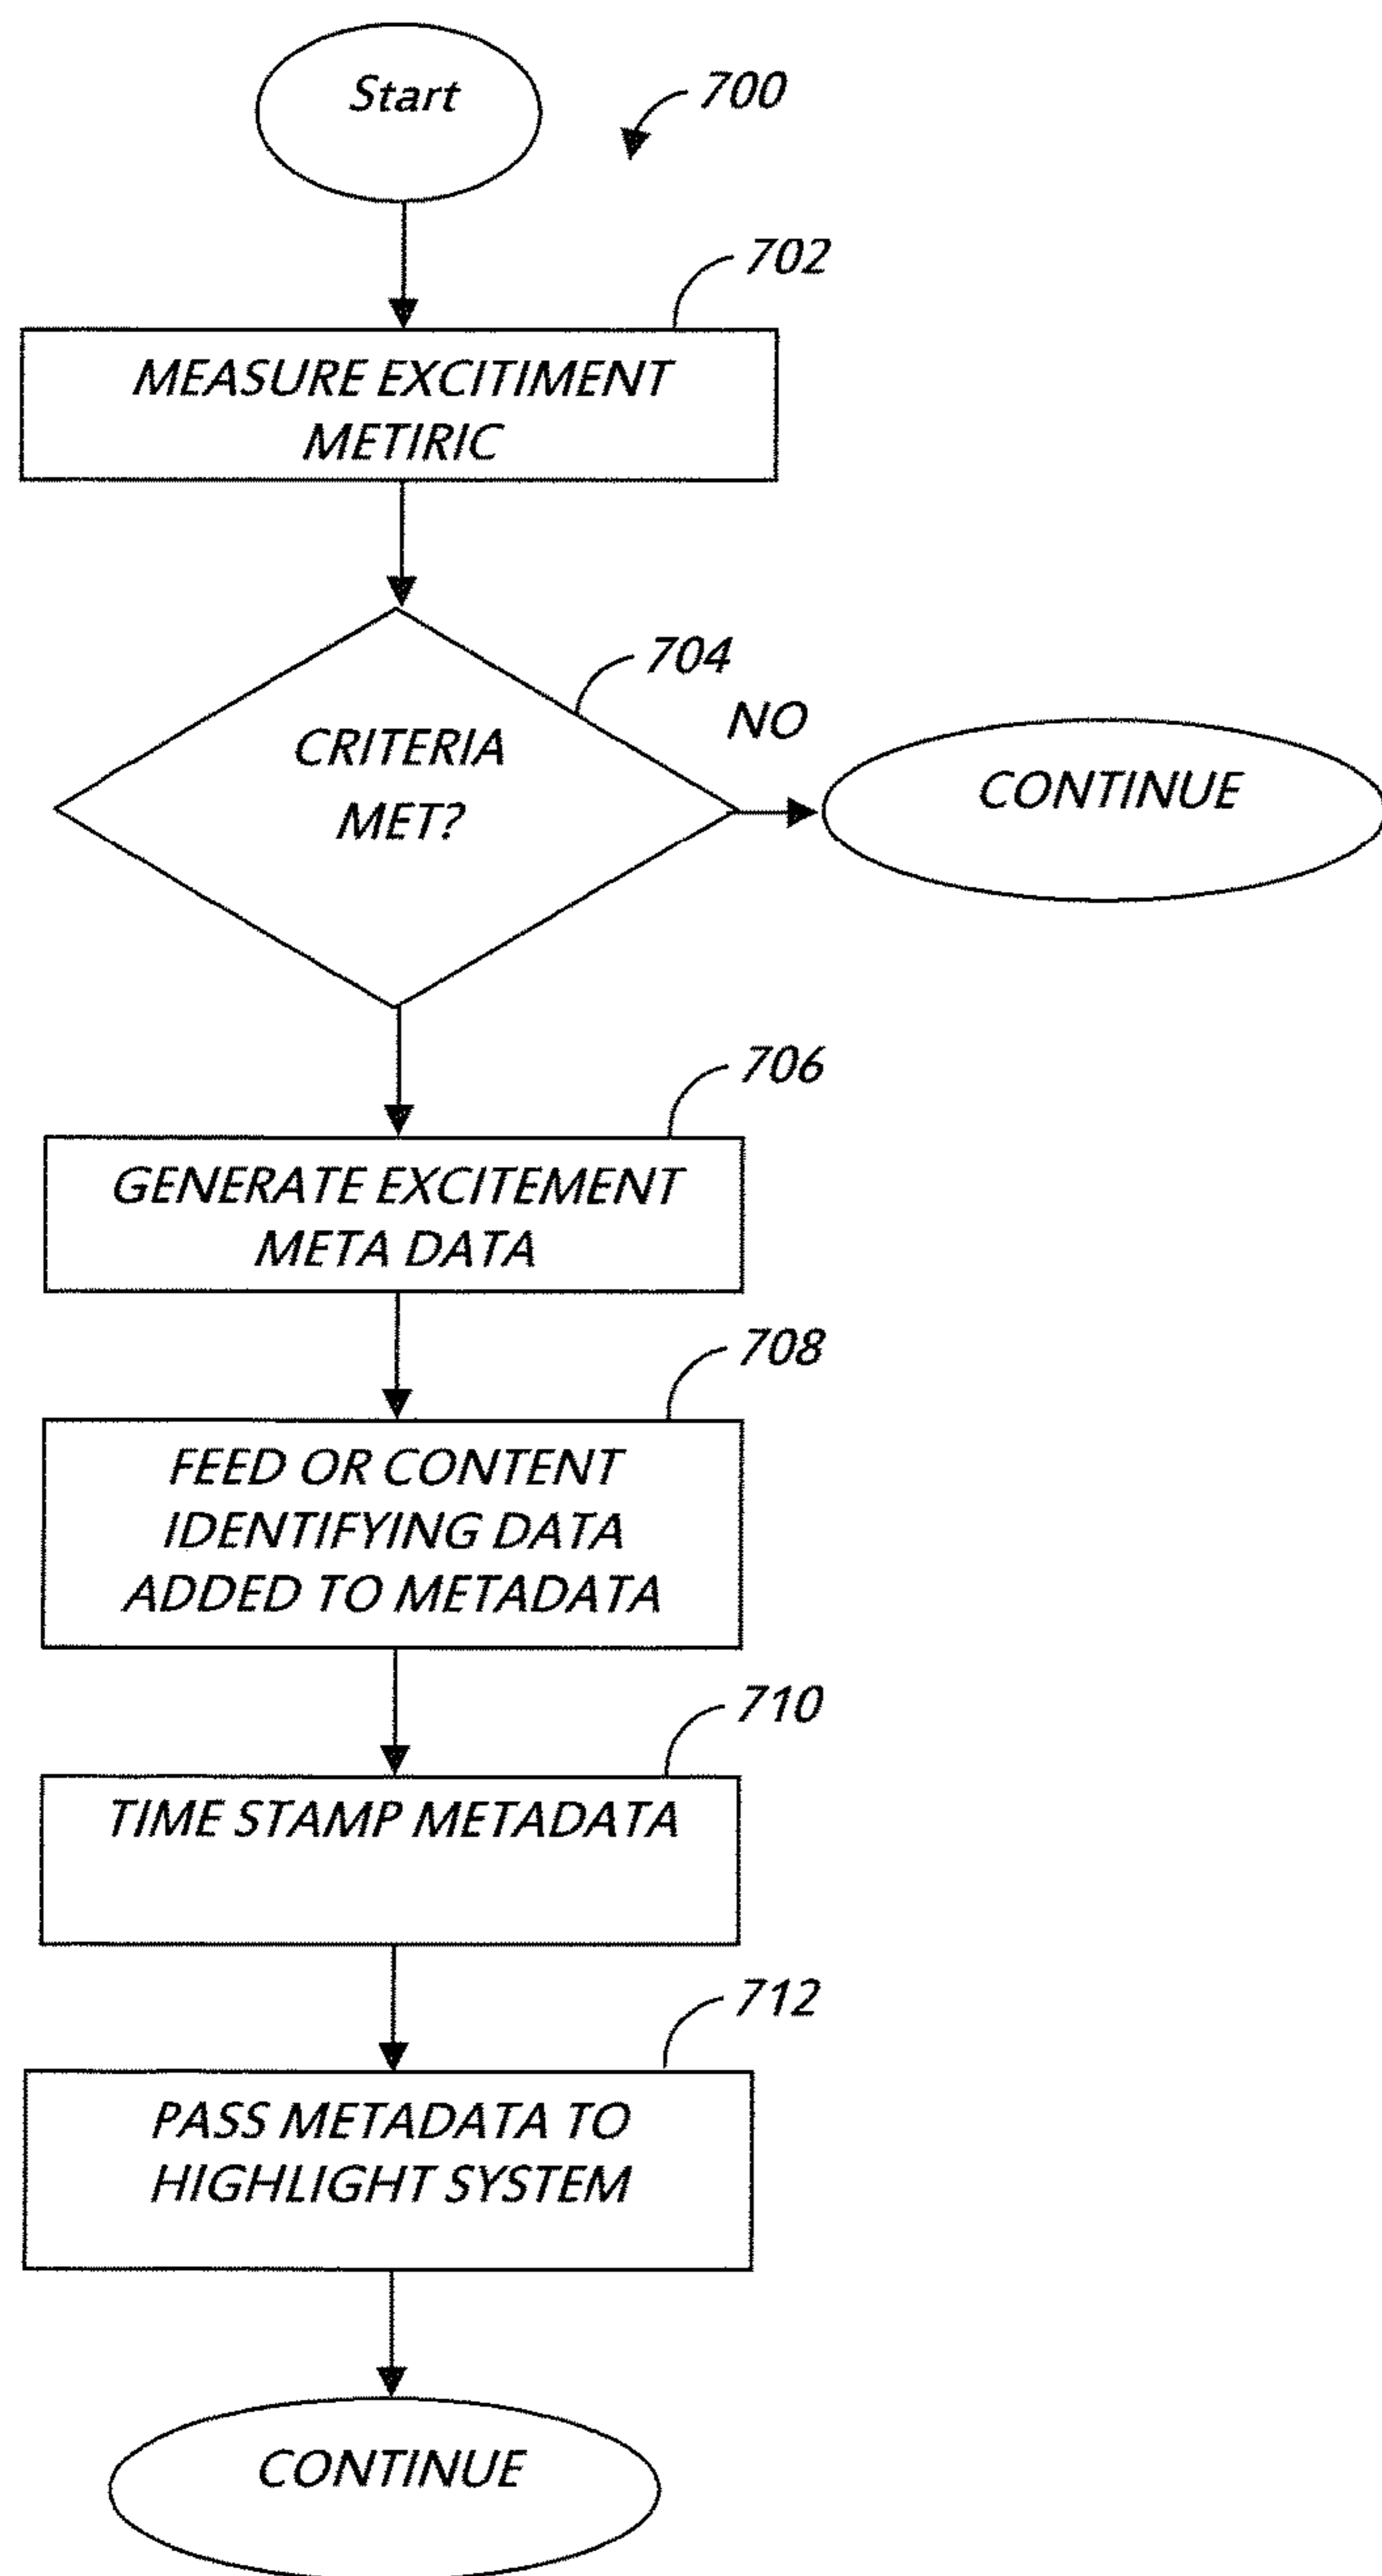 Start
700
702
MEASURE EXCITIMENT
METIRIC
704
CRITERIA
MET?
NO
CONTINUE
706
GENERATE EXCITEMENT
META DATA
708
FEED OR CONTENT
IDENTIFYING DATA
ADDED TO METADATA
710
TIME STAMP METADATA
712
PASS METADATA TO
HIGHLIGHT SYSTEM
CONTINUE